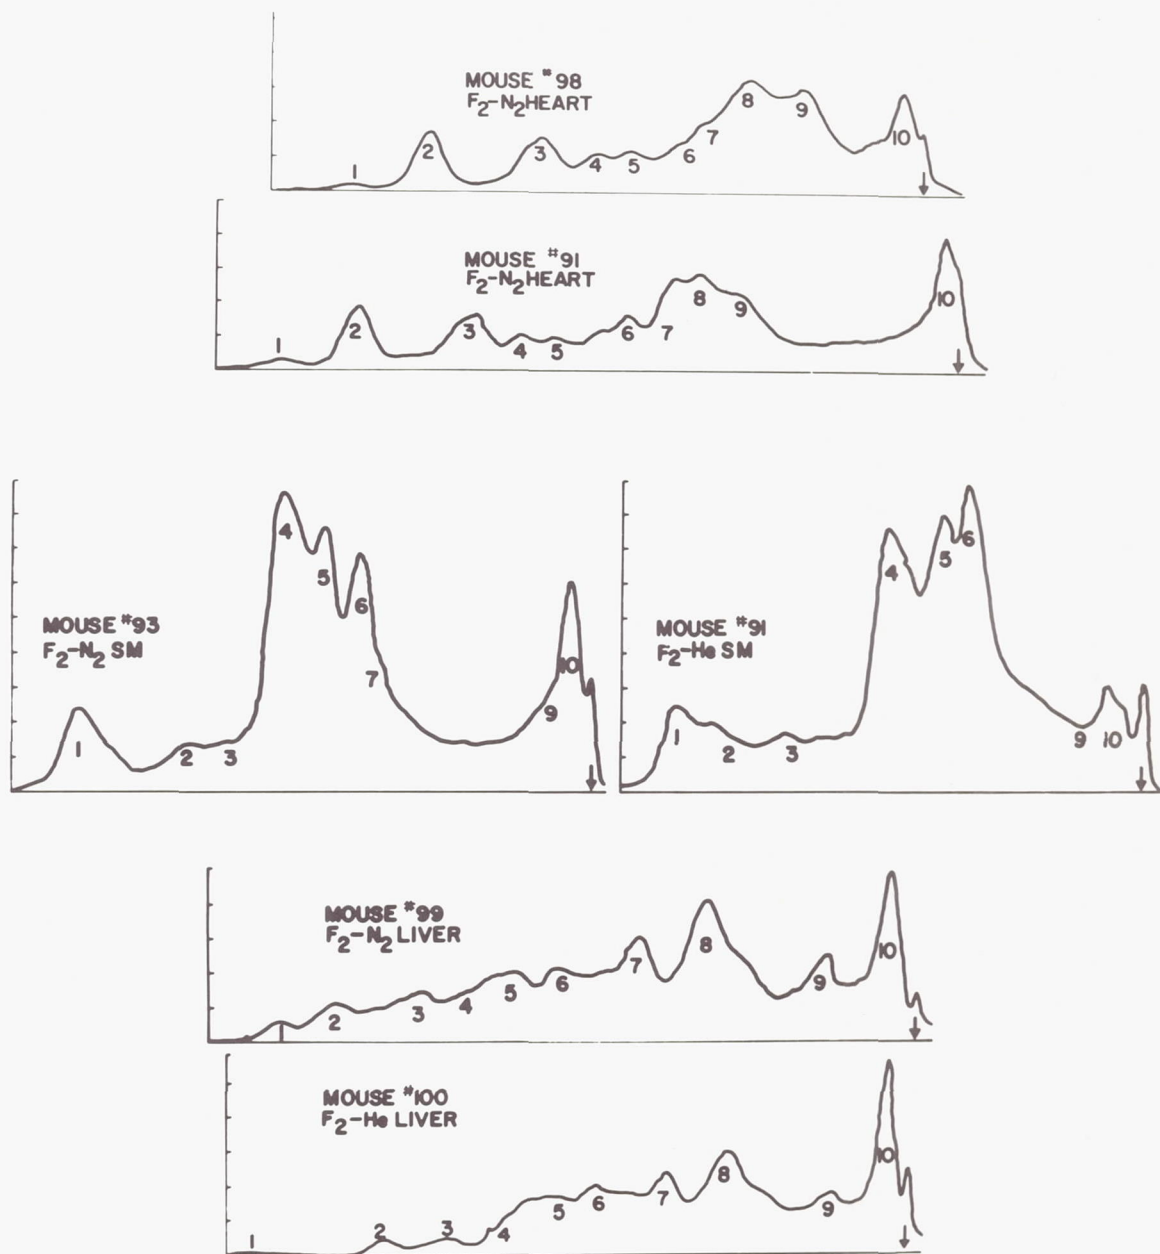 MOUSE #98
F2-N2HEART
1 2 3 4 5 6 7 8 9 10
MOUSE #91
F2-N2HEART
1 2 3 4 5 6 7 8 9 10
MOUSE #93
F2-N2 SM
1 2 3 4 5 6 7 9 10
MOUSE #91
F2-He SM
1 2 3 4 5 6 9 10
MOUSE #99
F2-N2 LIVER
1 2 3 4 5 6 7 8 9 10
MOUSE #100
F2-He LIVER
1 2 3 4 5 6 7 8 9 10